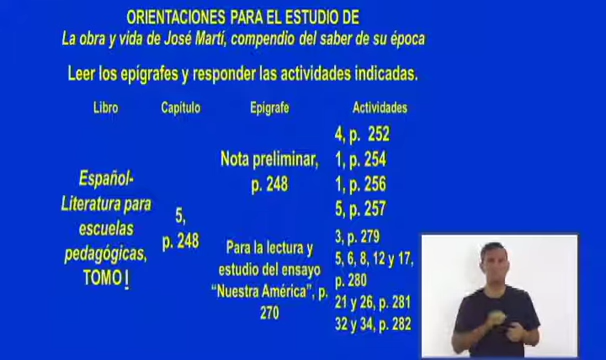 ORIENTACIONES PARA EL ESTUDIO DE
La obra y vida de José Martí, compendio del saber de su época
Leer los epígrafes y responder las actividades indicadas.
Libro Capítulo Epígrafe Actividades
Español-
Literatura para
escuelas
pedagógicas,
TOMO I
5,
p. 248
Nota preliminar,
p. 248
4, p. 252
1, p. 254
1, p. 256
5, p. 257
Para la lectura y
estudio del ensayo
“Nuestra América”, p.
270
3, p. 279
5, 6, 8, 12 y 17,
p. 280
21 y 26, p. 281
32 y 34, p. 282